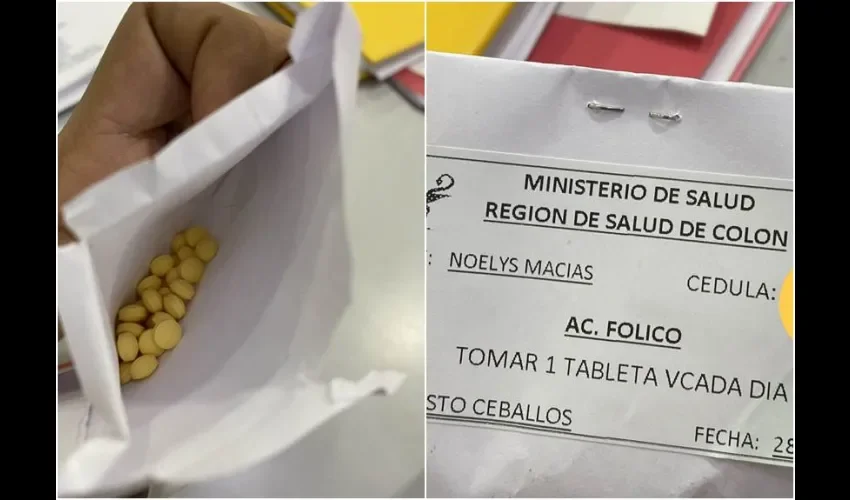 MINISTERIO DE SALUD
REGION DE SALUD DE COLON
: NOELYS MACIAS
CEDULA:
AC. FOLICO
TOMAR 1 TABLETA VCADA DIA
STO CEBALLOS
FECHA: 28